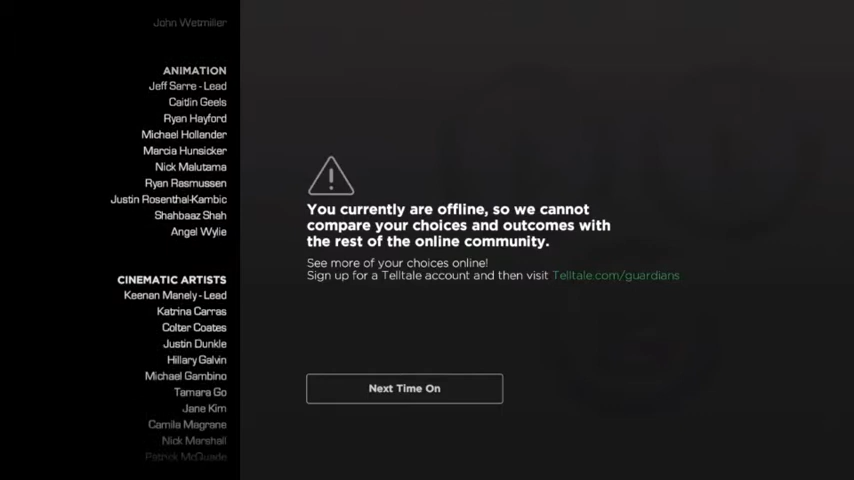 John Wetmiller
ANIMATION
Jeff Sarre - Lead
Caitlin Geels
Ryan Hayford
Michael Hollander
Marcia Hunsicker
Nick Malutama
Ryan Rasmussen
Justin Rosenthal-Kambic
Shahbaaz Shah
Angel Wylie
CINEMATIC ARTISTS
Keenan Manely - Lead
Katrina Carras
Colter Coates
Justin Dunkle
Hillary Galvin
Michael Gambino
Tamara Go
Jane Kim
Camila Magrane
Nick Marshall
Patrick McQuade
You currently are offline, so we cannot
compare your choices and outcomes with
the rest of the online community.
See more of your choices online!
Sign up for a Telltale account and then visit Telltale.com/guardians
Next Time On